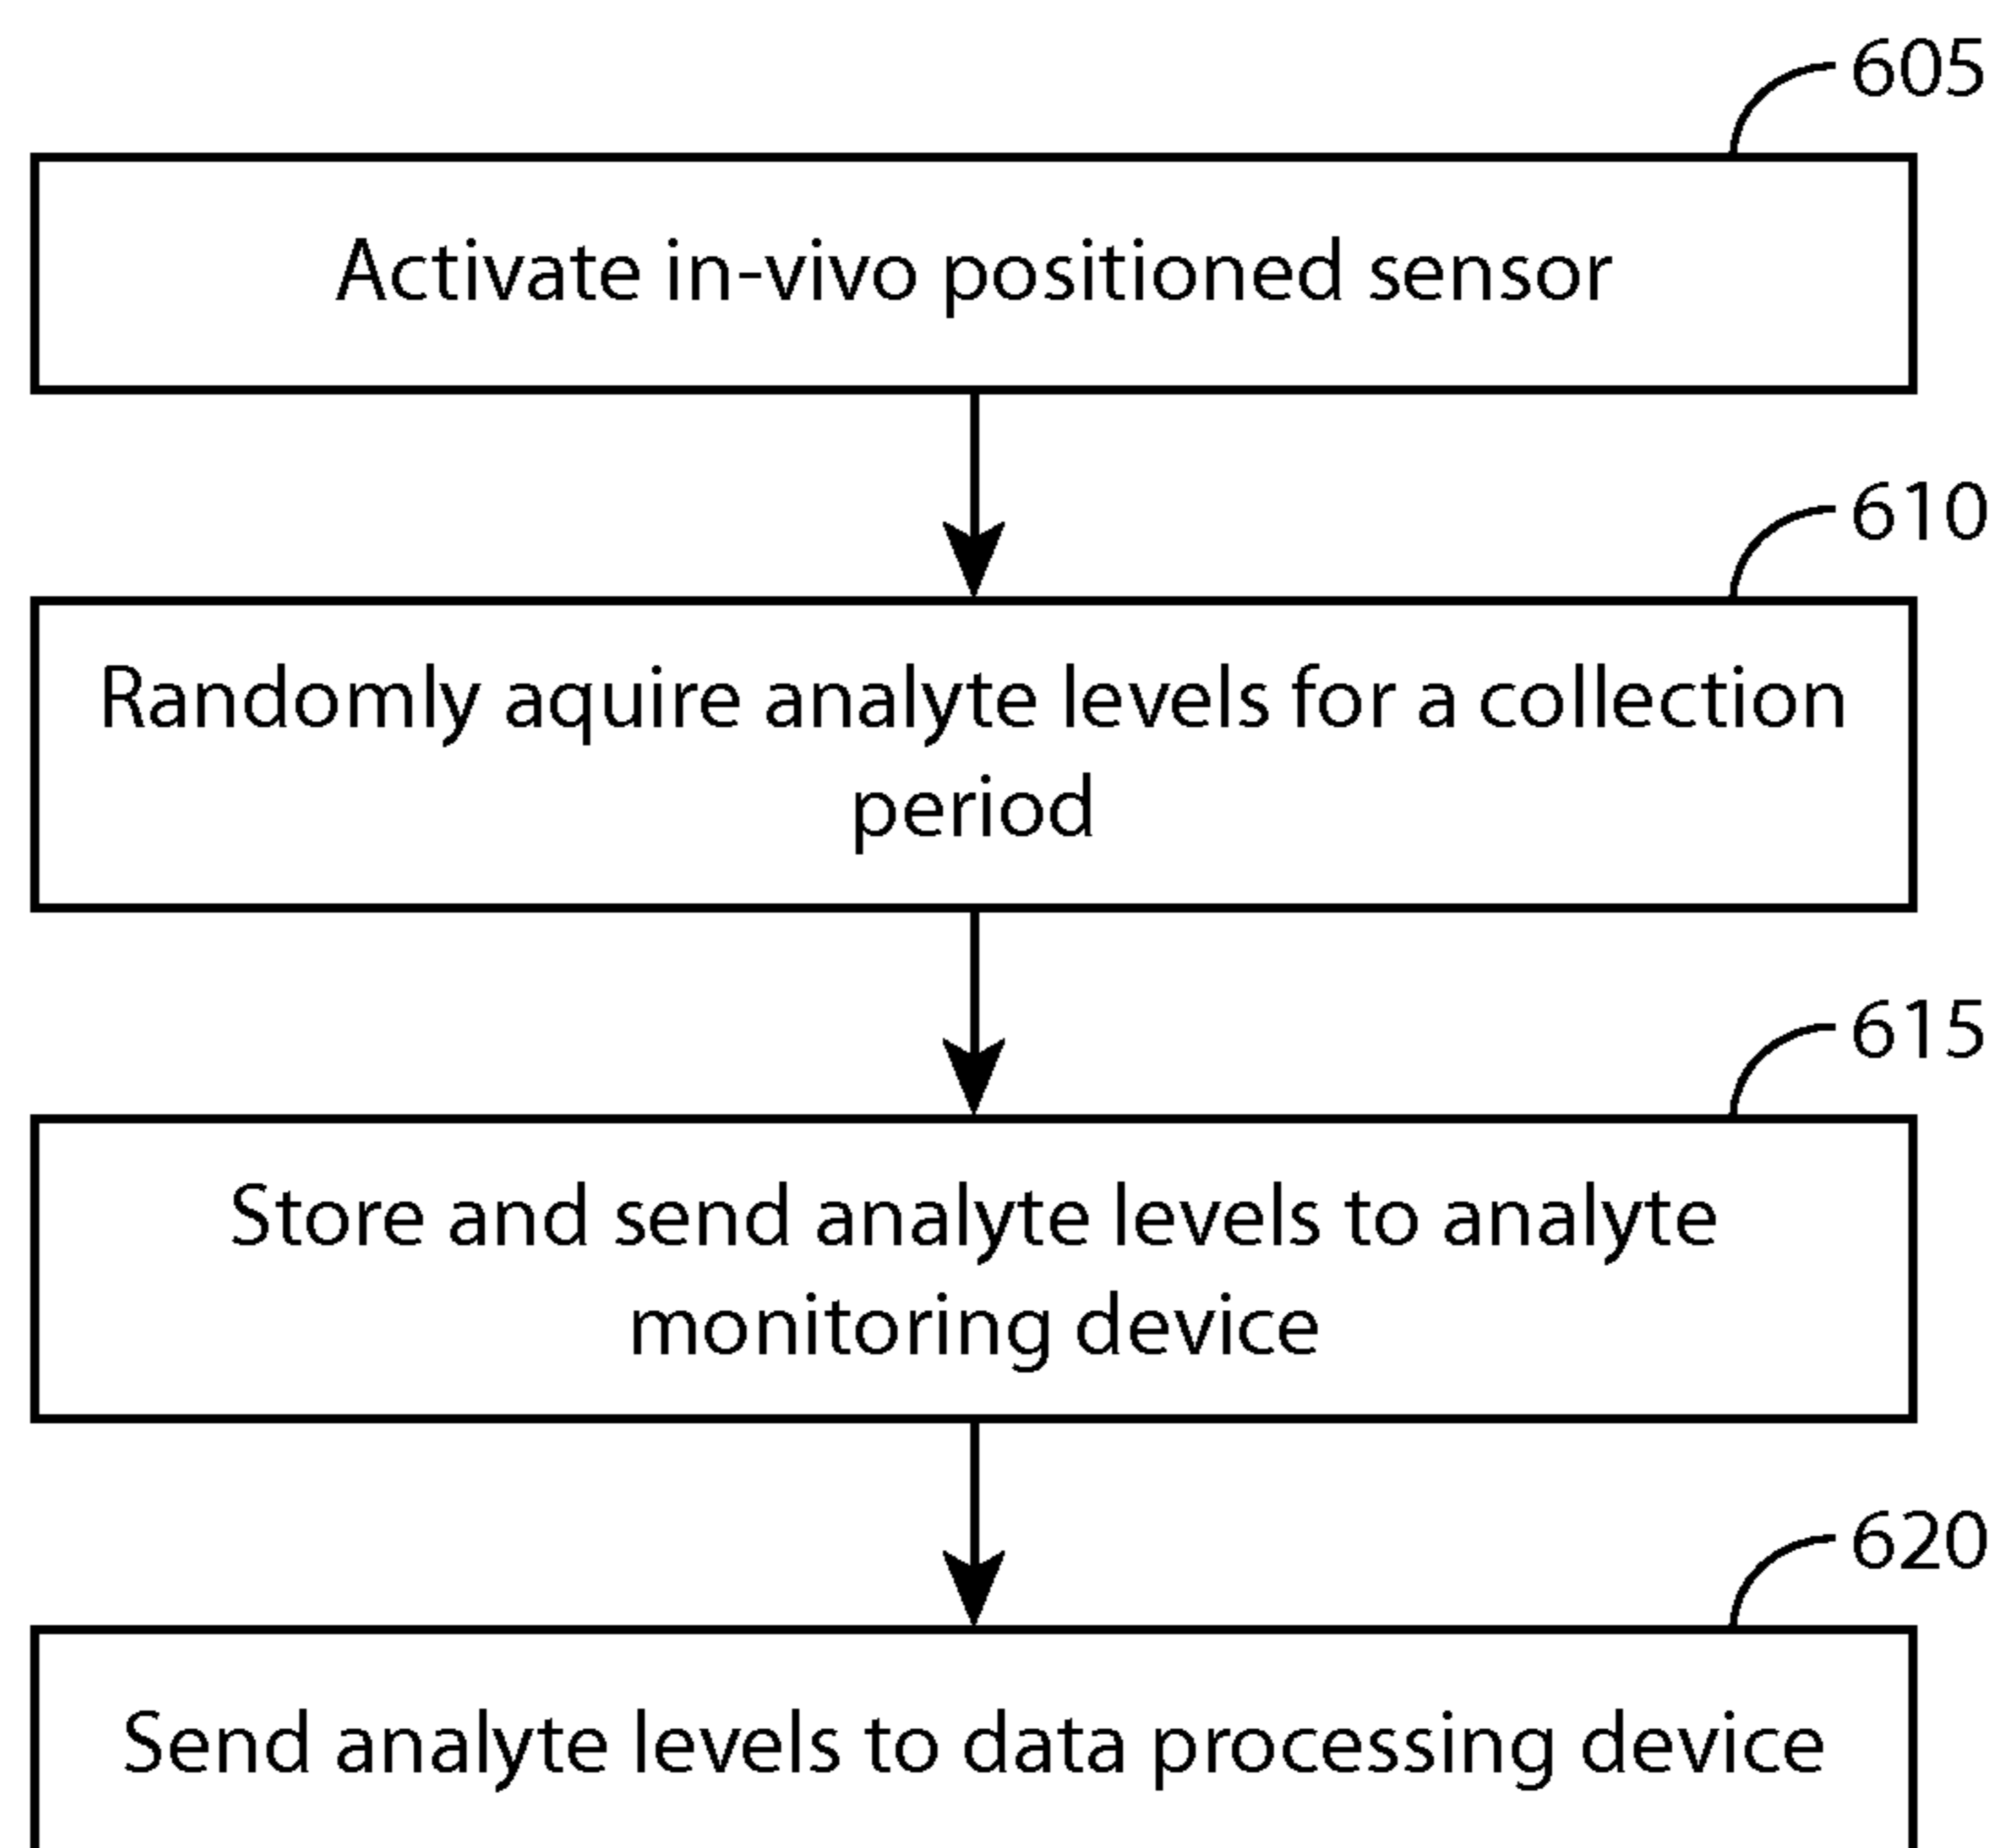 605
Activate in-vivo positioned sensor
610
Randomly aquire analyte levels for a collection
period
615
Store and send analyte levels to analyte
monitoring device
620
Send analyte levels to data processing device